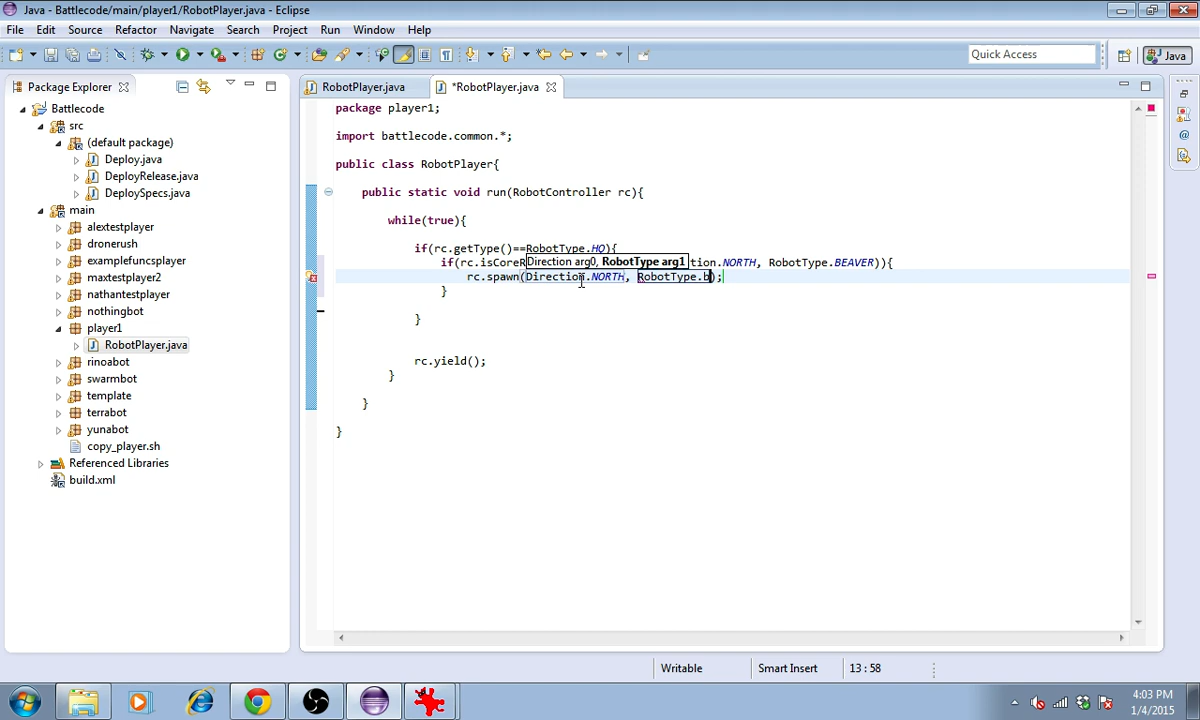 Java - Battlecode/main/player1/RobotPlayer.java - Eclipse
File Edit Source Refactor Navigate Search Project Run Window Help
Quick Access
Java
Package Explorer
RobotPlayer.java
*RobotPlayer.java
Battlecode
src
(default package)
Deploy.java
DeployRelease.java
DeploySpecs.java
main
alextestplayer
dronerush
examplefuncsplayer
maxtestplayer2
nathantestplayer
nothingbot
player1
RobotPlayer.java
rinoabot
swarmbot
template
terrabot
yunabot
copy_player.sh
Referenced Libraries
build.xml
package player1;
import battlecode.common.*;
public class RobotPlayer{
public static void run(RobotController rc){
while(true){
if(rc.getType()==RobotType.HQ){
if(rc.isCoreR
Direction arg0, RobotType arg1
tion.NORTH, RobotType.BEAVER)){
rc.spawn(Direction.NORTH, RobotType.b);
}
}
rc.yield();
}
}
}
Writable
Smart Insert
13 : 58
4:03 PM
1/4/2015